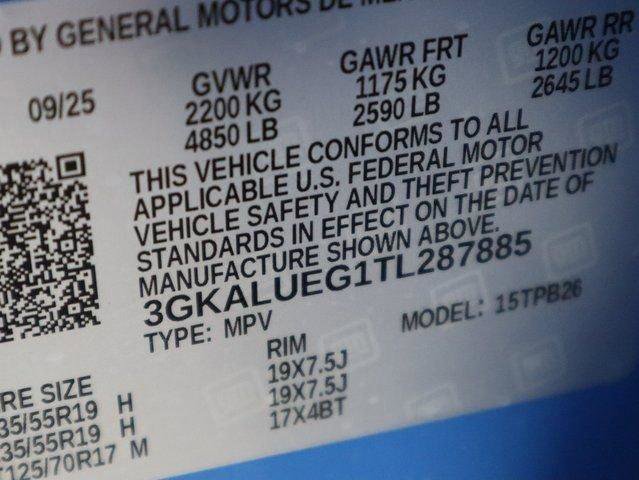 BY GENERAL MOTORS DE
09/25
GVWR
2200 KG
4850 LB
GAWR FRT
1175 KG
2590 LB
GAWR RR
1200 KG
2645 LB
THIS VEHICLE CONFORMS TO ALL
APPLICABLE U.S. FEDERAL MOTOR
VEHICLE SAFETY AND THEFT PREVENTION
STANDARDS IN EFFECT ON THE DATE OF
MANUFACTURE SHOWN ABOVE.
3GKALUEG1TL287885
TYPE: MPV
MODEL: 15TPB26
RE SIZE
35/55R19 H
35/55R19 H
T125/70R17 M
RIM
19X7.5J
19X7.5J
17X4BT